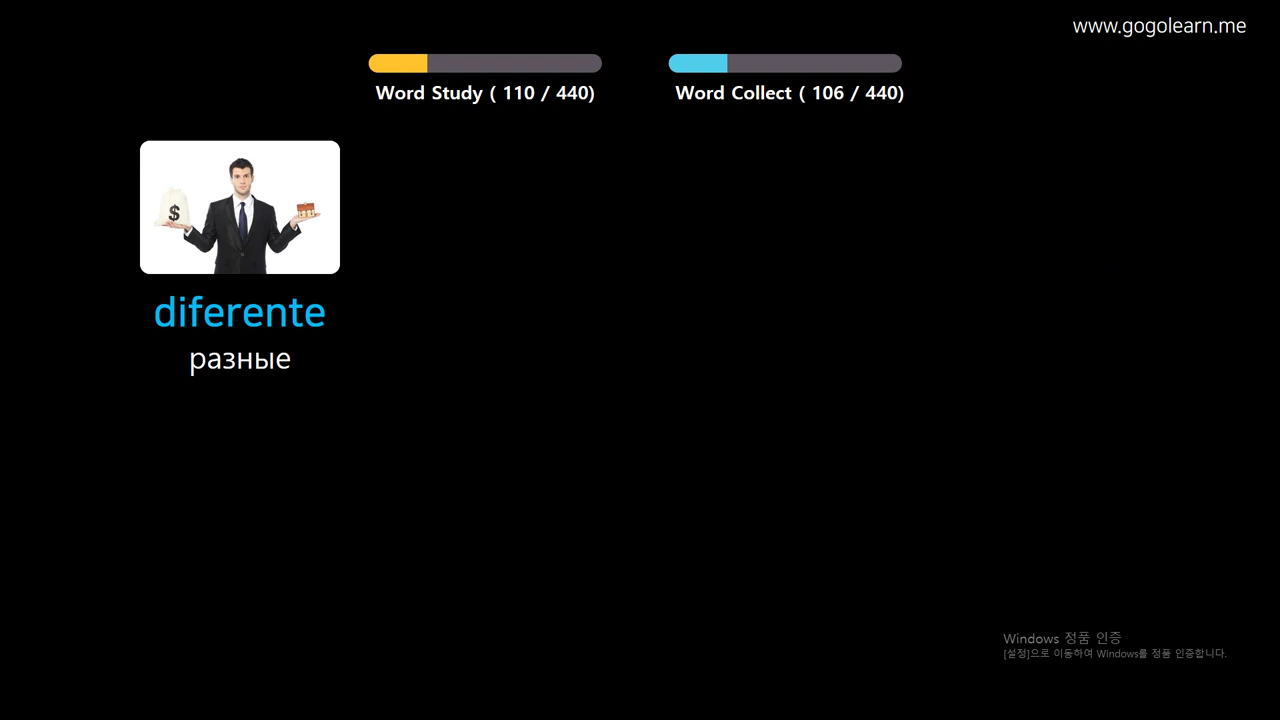 www.gogolearn.me
Word Study ( 110 / 440)
Word Collect ( 106 / 440)
$
diferente
разные
Windows 정품 인증
[설정]으로 이동하여 Windows를 정품 인증합니다.